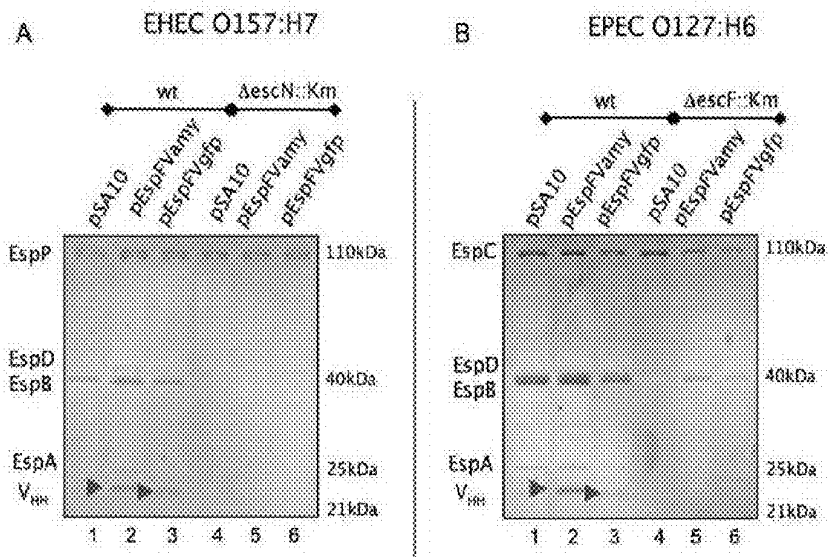 A
EHEC O157:H7
wt
ΔescN::Km
pSA10
pEspFVamy
pEspFVgfp
pSA10
pEspFVamy
pEspFVgfp
EspP
110kDa
EspD
EspB
40kDa
EspA
25kDa
VHH
21kDa
1 2 3 4 5 6
B
EPEC O127:H6
wt
ΔescF::Km
pSA10
pEspFVamy
pEspFVgfp
pSA10
pEspFVamy
pEspFVgfp
EspC
110kDa
EspD
EspB
40kDa
EspA
25kDa
VHH
21kDa
1 2 3 4 5 6